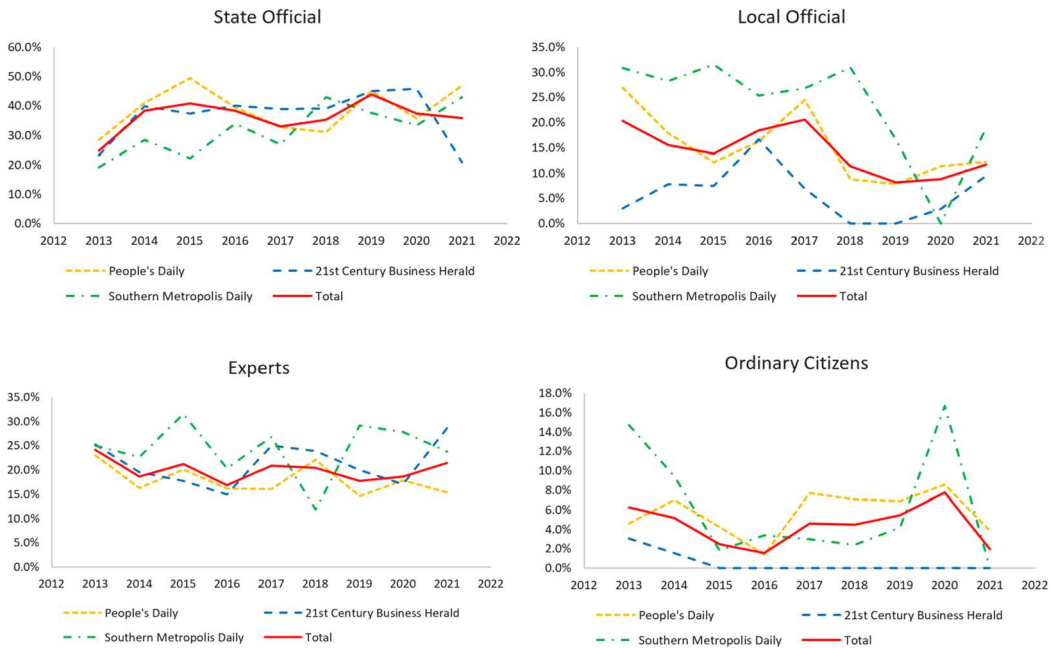 State Official
60.0%
50.0%
40.0%
30.0%
20.0%
10.0%
0.0%
2012 2013 2014 2015 2016 2017 2018 2019 2020 2021 2022
People's Daily 21st Century Business Herald
Southern Metropolis Daily Total
Local Official
35.0%
30.0%
25.0%
20.0%
15.0%
10.0%
5.0%
0.0%
2012 2013 2014 2015 2016 2017 2018 2019 2020 2021 2022
People's Daily 21st Century Business Herald
Southern Metropolis Daily Total
Experts
35.0%
30.0%
25.0%
20.0%
15.0%
10.0%
5.0%
0.0%
2012 2013 2014 2015 2016 2017 2018 2019 2020 2021 2022
People's Daily 21st Century Business Herald
Southern Metropolis Daily Total
Ordinary Citizens
18.0%
16.0%
14.0%
12.0%
10.0%
8.0%
6.0%
4.0%
2.0%
0.0%
2012 2013 2014 2015 2016 2017 2018 2019 2020 2021 2022
People's Daily 21st Century Business Herald
Southern Metropolis Daily Total